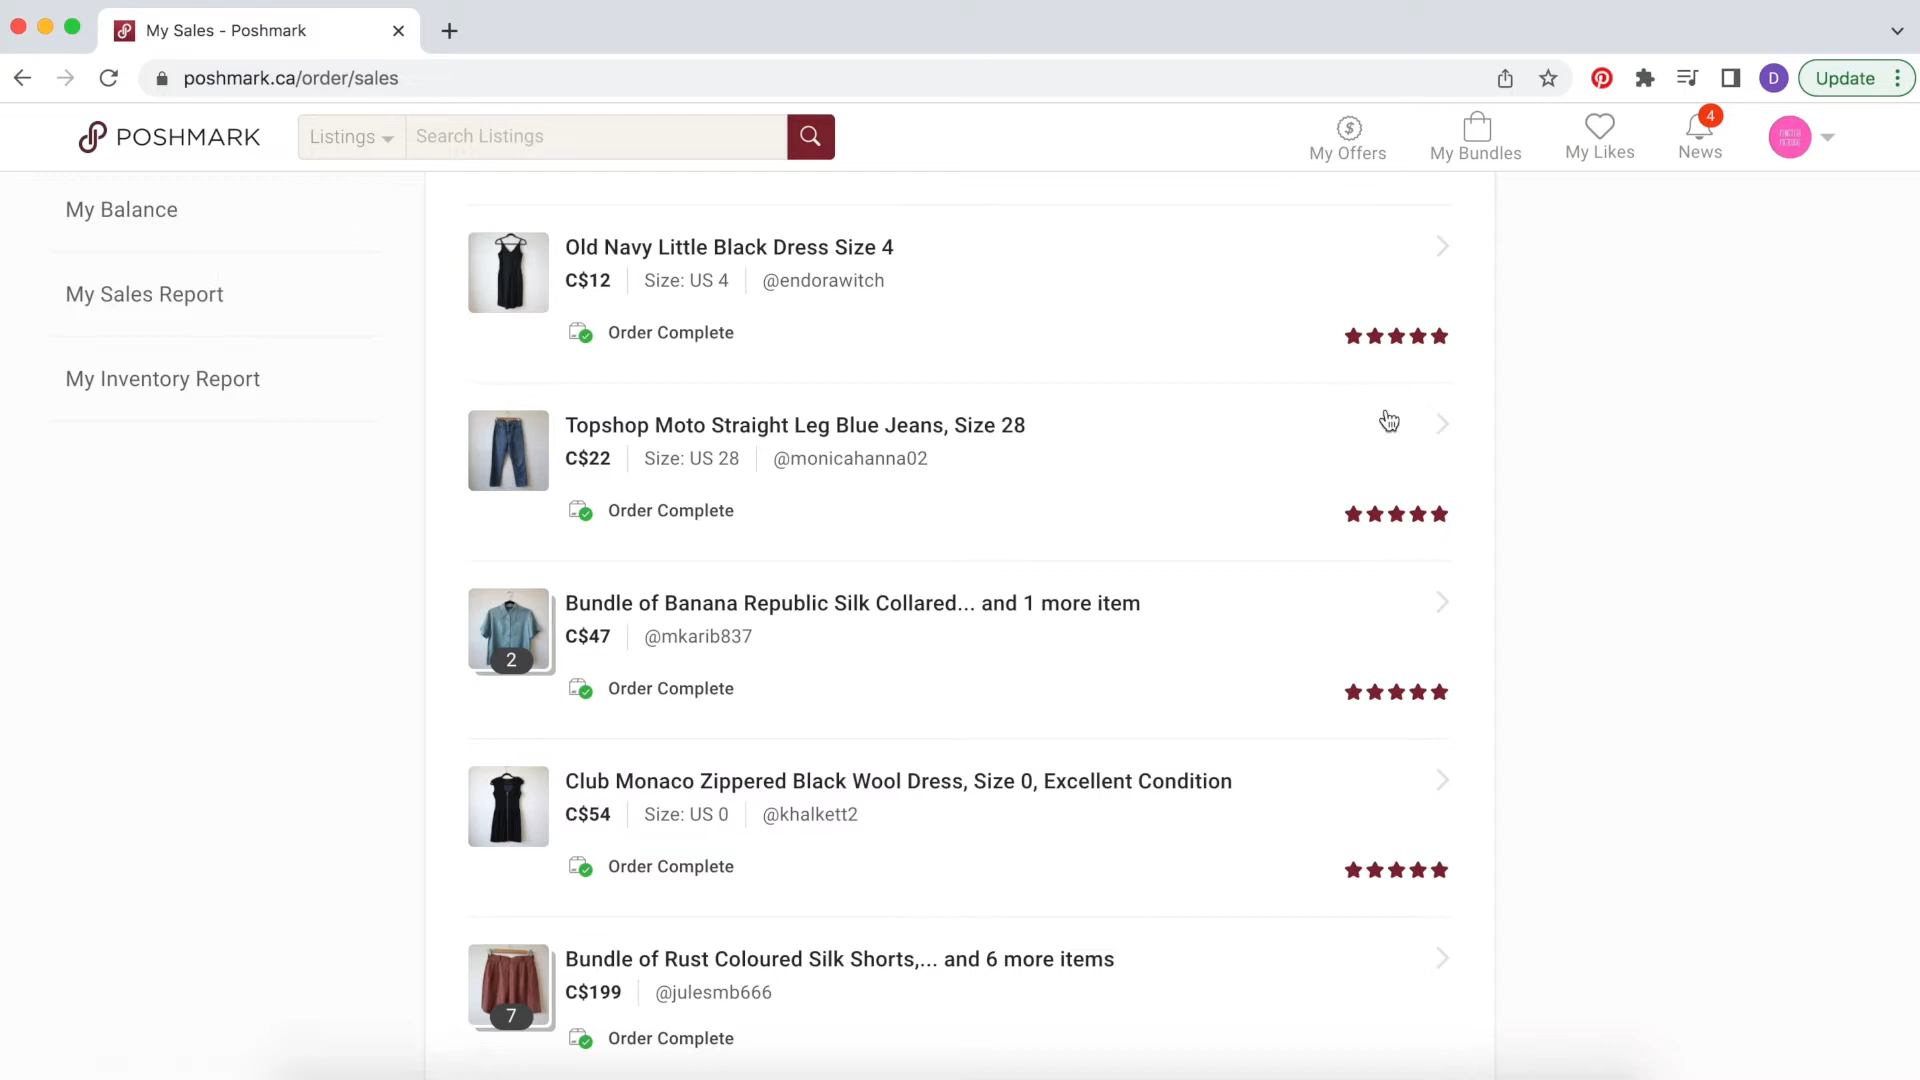 My Sales - Poshmark
poshmark.ca/order/sales
D
Update
POSHMARK
Listings
Search Listings
My Offers
My Bundles
My Likes
4
News
My Balance
My Sales Report
My Inventory Report
Old Navy Little Black Dress Size 4
C$12 Size: US 4 @endorawitch
Order Complete
Topshop Moto Straight Leg Blue Jeans, Size 28
C$22 Size: US 28 @monicahanna02
Order Complete
Bundle of Banana Republic Silk Collared... and 1 more item
C$47 @mkarib837
2
Order Complete
Club Monaco Zippered Black Wool Dress, Size 0, Excellent Condition
C$54 Size: US 0 @khalkett2
Order Complete
Bundle of Rust Coloured Silk Shorts,... and 6 more items
C$199 @julesmb666
7
Order Complete